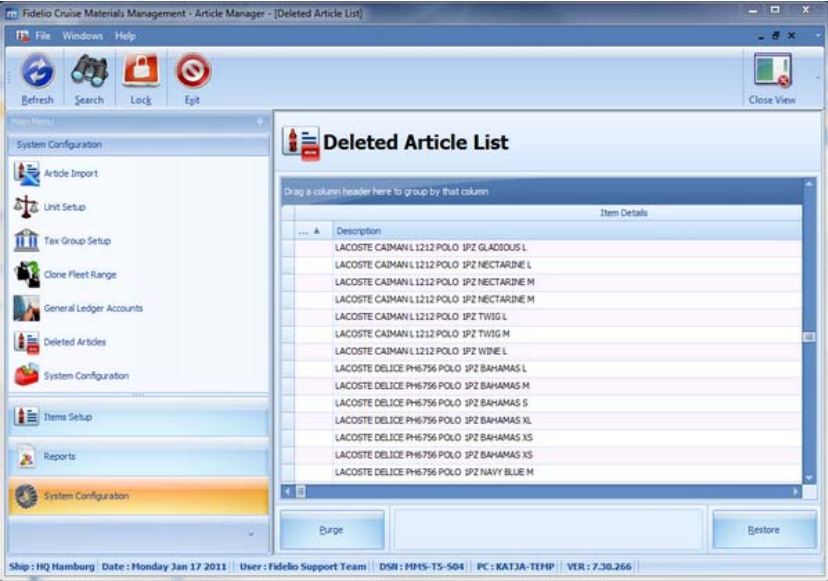 Fidelio Cruise Materials Management - Article Manager - [Deleted Article List]
File Windows Help
Refresh Search Lock Exit Close View
Main Menu
System Configuration
Article Import
Unit Setup
Tax Group Setup
Clone Fleet Range
General Ledger Accounts
Deleted Articles
System Configuration
Items Setup
Reports
System Configuration
Deleted Article List
Drag a column header here to group by that column
Item Details
... Description
LACOSTE CAIMAN L1212 POLO 1PZ GLADIOUS L
LACOSTE CAIMAN L1212 POLO 1PZ NECTARINE L
LACOSTE CAIMAN L1212 POLO 1PZ NECTARINE M
LACOSTE CAIMAN L1212 POLO 1PZ NECTARINE M
LACOSTE CAIMAN L1212 POLO 1PZ TWIG L
LACOSTE CAIMAN L1212 POLO 1PZ TWIG M
LACOSTE CAIMAN L1212 POLO 1PZ WINE L
LACOSTE DELICE PH6756 POLO 1PZ BAHAMAS L
LACOSTE DELICE PH6756 POLO 1PZ BAHAMAS M
LACOSTE DELICE PH6756 POLO 1PZ BAHAMAS S
LACOSTE DELICE PH6756 POLO 1PZ BAHAMAS XL
LACOSTE DELICE PH6756 POLO 1PZ BAHAMAS XS
LACOSTE DELICE PH6756 POLO 1PZ BAHAMAS XS
LACOSTE DELICE PH6756 POLO 1PZ NAVY BLUE M
Purge Restore
Ship : HQ Hamburg Date : Monday Jan 17 2011 User : Fidelio Support Team DSN : MMS-TS-S04 PC : KATJA-TEMP VER : 7.30.266